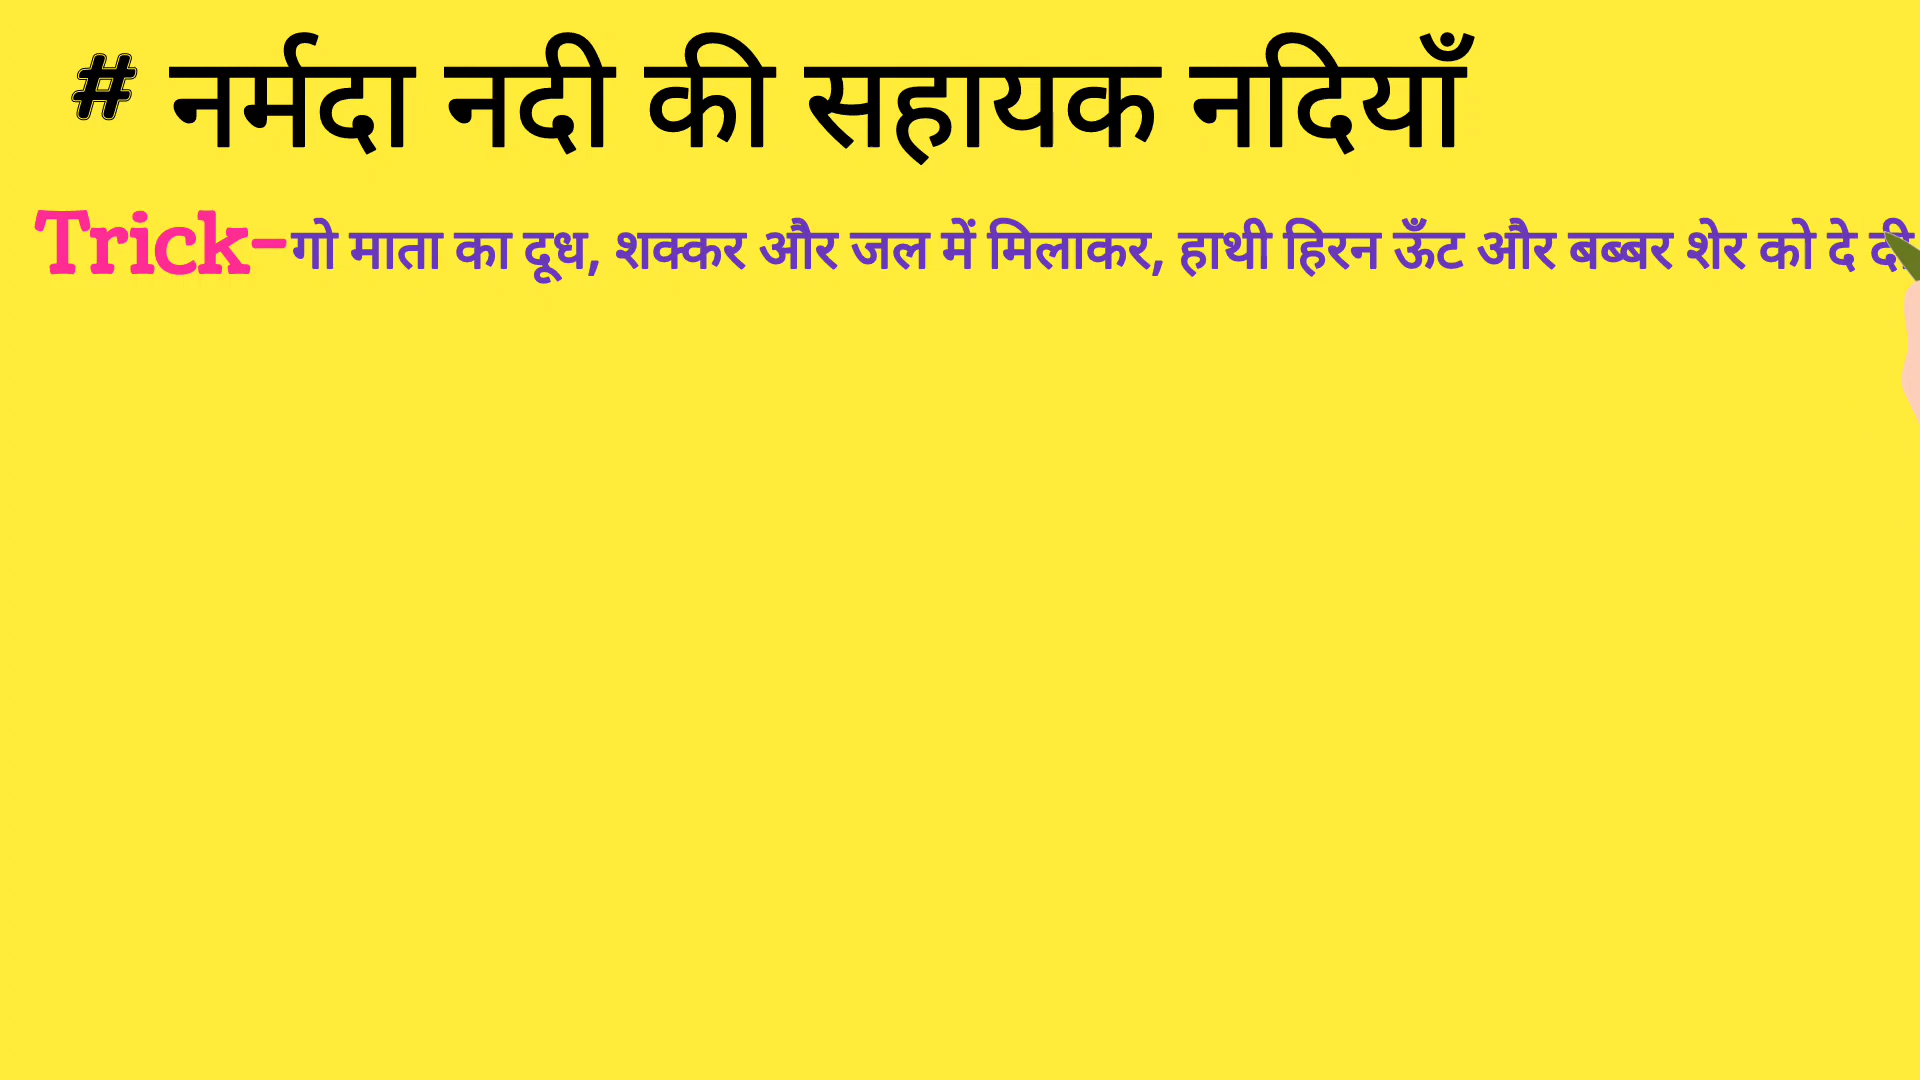 # नर्मदा नदी की सहायक नदियाँ
Trick-गो माता का दूध, शक्कर और जल में मिलाकर, हाथी हिरन ऊँट और बब्बर शेर को दे दी